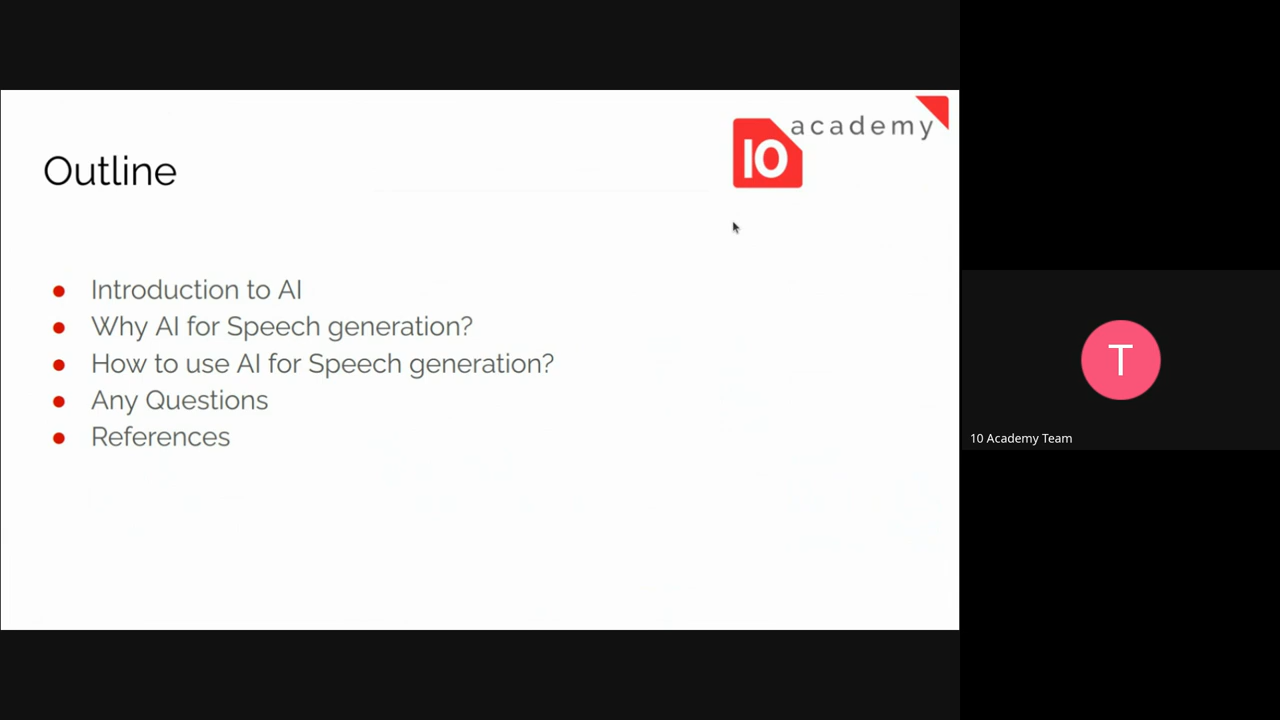 academy
10
Outline
Introduction to AI
Why AI for Speech generation?
How to use AI for Speech generation?
Any Questions
References
T
10 Academy Team